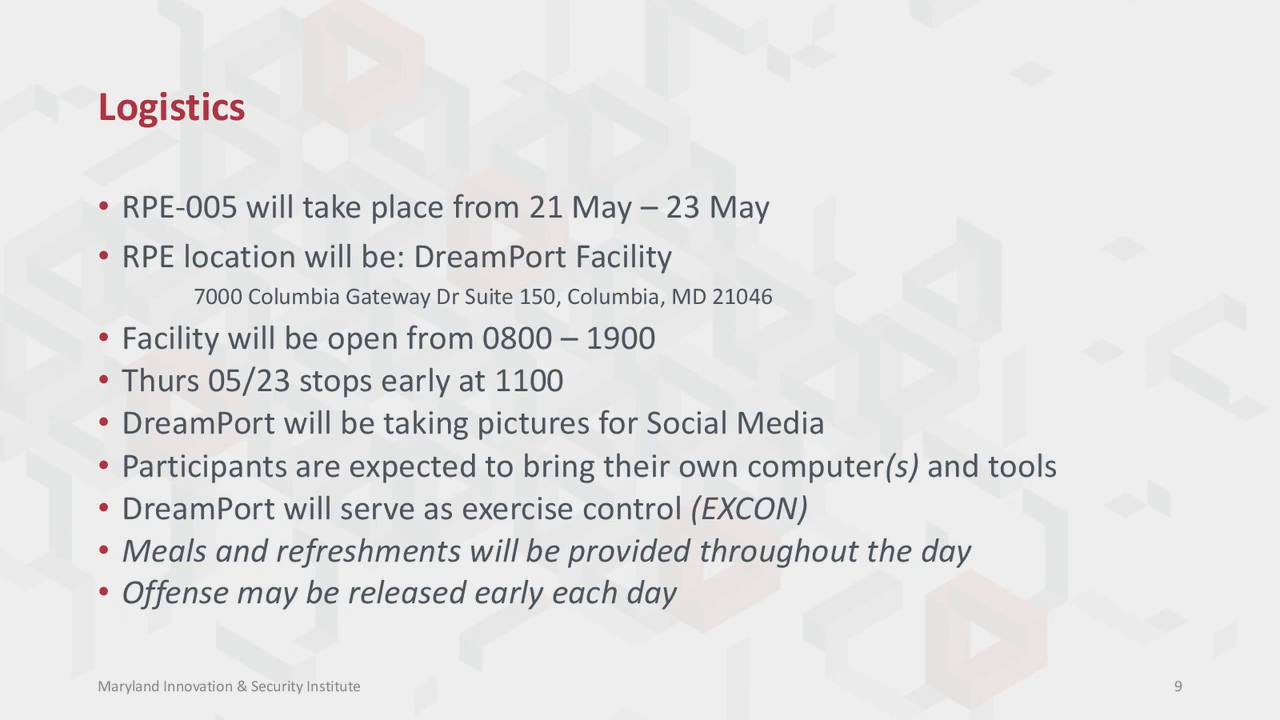 Logistics
• RPE-005 will take place from 21 May – 23 May
• RPE location will be: DreamPort Facility
7000 Columbia Gateway Dr Suite 150, Columbia, MD 21046
• Facility will be open from 0800 – 1900
• Thurs 05/23 stops early at 1100
• DreamPort will be taking pictures for Social Media
• Participants are expected to bring their own computer(s) and tools
• DreamPort will serve as exercise control (EXCON)
• Meals and refreshments will be provided throughout the day
• Offense may be released early each day
Maryland Innovation & Security Institute
9